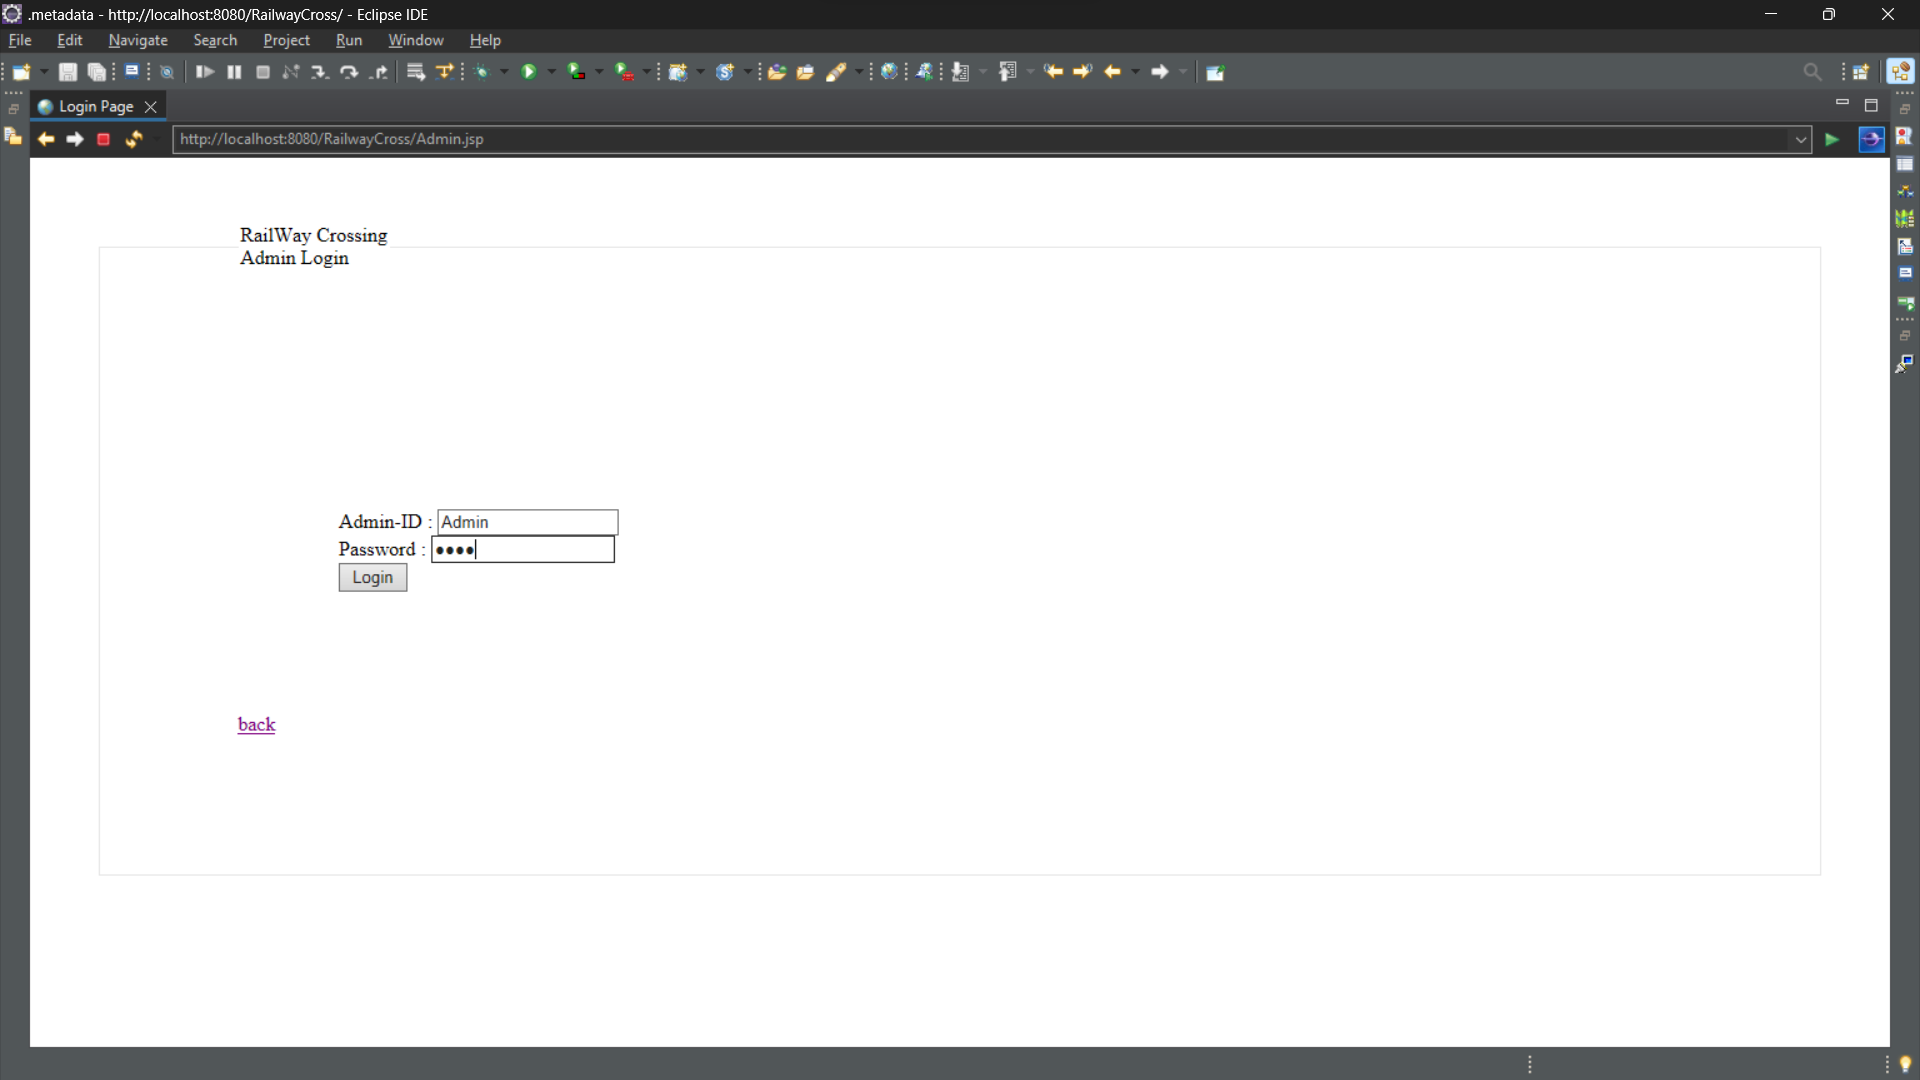 .metadata - http://localhost:8080/RailwayCross/ - Eclipse IDE
File Edit Navigate Search Project Run Window Help
Login Page
http://localhost:8080/RailwayCross/Admin.jsp
RailWay Crossing
Admin Login
Admin-ID : Admin
Password : ••••
Login
back